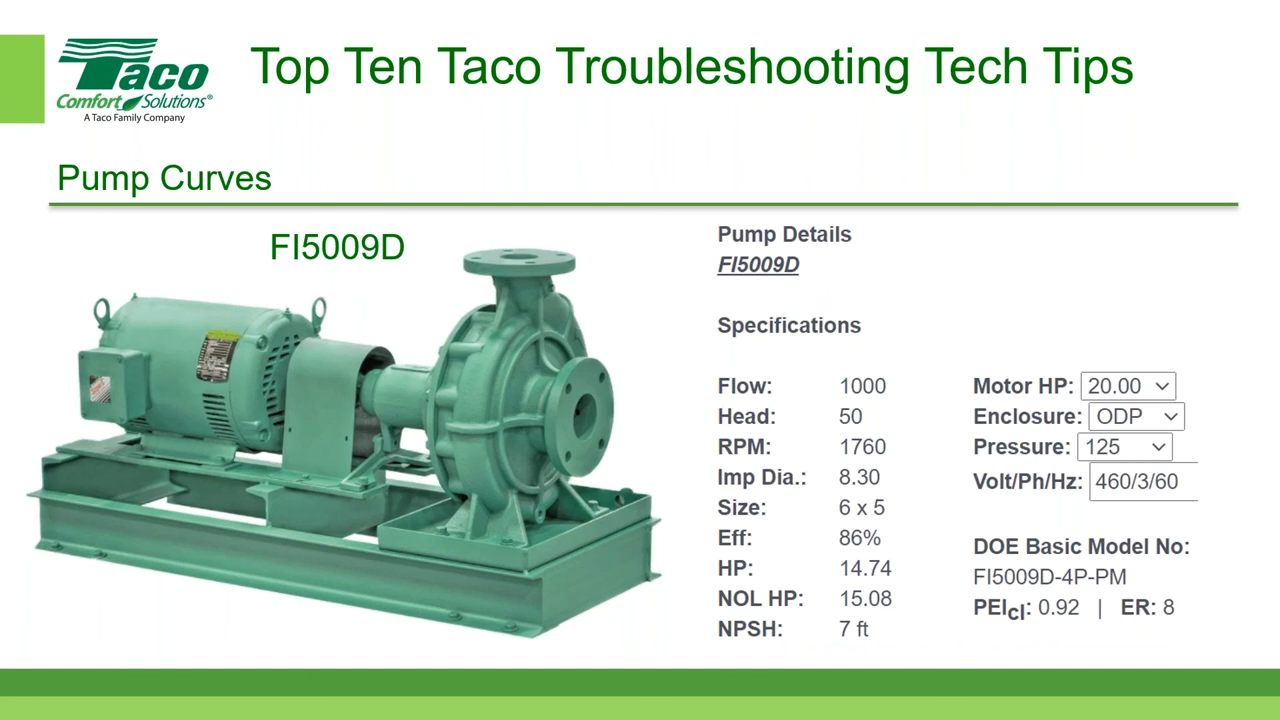 Taco
Comfort Solutions®
A Taco Family Company
Top Ten Taco Troubleshooting Tech Tips
Pump Curves
FI5009D
Pump Details
FI5009D
Specifications
Flow: 1000
Head: 50
RPM: 1760
Imp Dia.: 8.30
Size: 6 x 5
Eff: 86%
HP: 14.74
NOL HP: 15.08
NPSH: 7 ft
Motor HP: 20.00
Enclosure: ODP
Pressure: 125
Volt/Ph/Hz: 460/3/60
DOE Basic Model No:
FI5009D-4P-PM
PEIcl: 0.92 | ER: 8